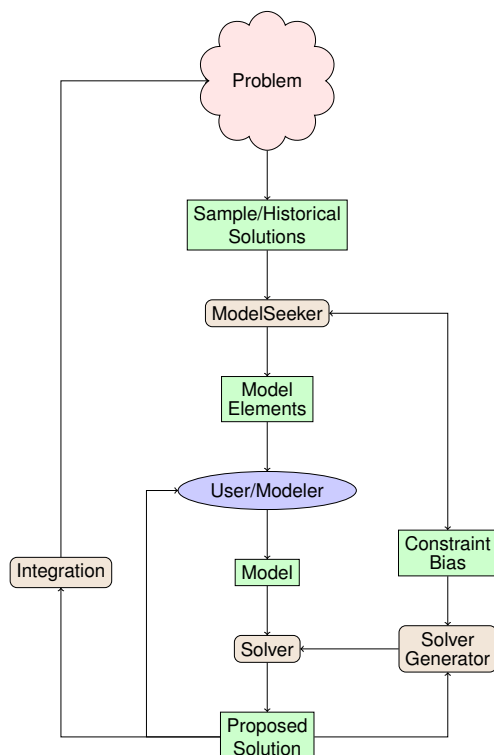 Problem
Sample/Historical
Solutions
ModelSeeker
Model
Elements
User/Modeler
Constraint
Bias
Integration
Model
Solver
Solver
Generator
Proposed
Solution